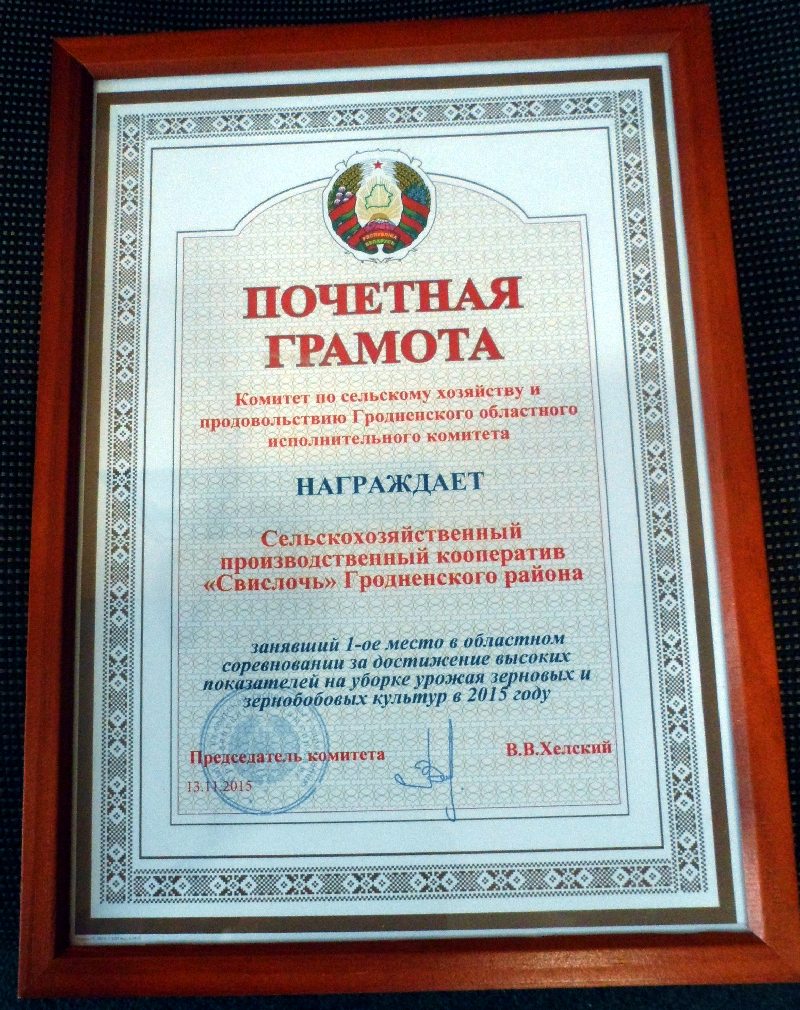 РЕСПУБЛИКА
БЕЛАРУСЬ
ПОЧЕТНАЯ
ГРАМОТА
Комитет по сельскому хозяйству и
продовольствию Гродненского областного
исполнительного комитета
НАГРАЖДАЕТ
Сельскохозяйственный
производственный кооператив
«Свислочь» Гродненского района
занявший 1-ое место в областном
соревновании за достижение высоких
показателей на уборке урожая зерновых и
зернобобовых культур в 2015 году
Председатель комитета
В.В.Хелский
13.11.2015